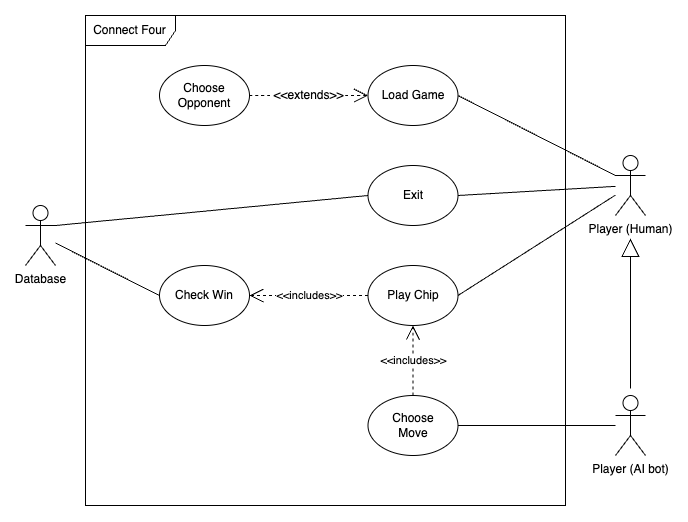 Connect Four
Choose
Opponent
<<extends>>
Load Game
Exit
Player (Human)
Database
Check Win
<<includes>>
Play Chip
<<includes>>
Choose
Move
Player (AI bot)